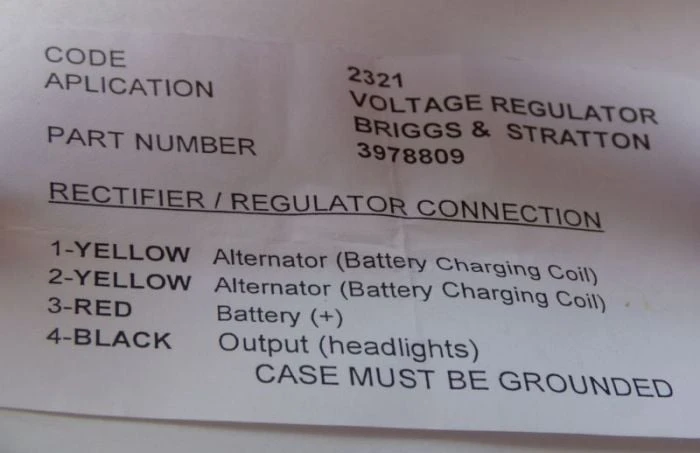 CODE 2321
APLICATION VOLTAGE REGULATOR
BRIGGS & STRATTON
PART NUMBER 3978809
RECTIFIER / REGULATOR CONNECTION
1-YELLOW Alternator (Battery Charging Coil)
2-YELLOW Alternator (Battery Charging Coil)
3-RED Battery (+)
4-BLACK Output (headlights)
CASE MUST BE GROUNDED